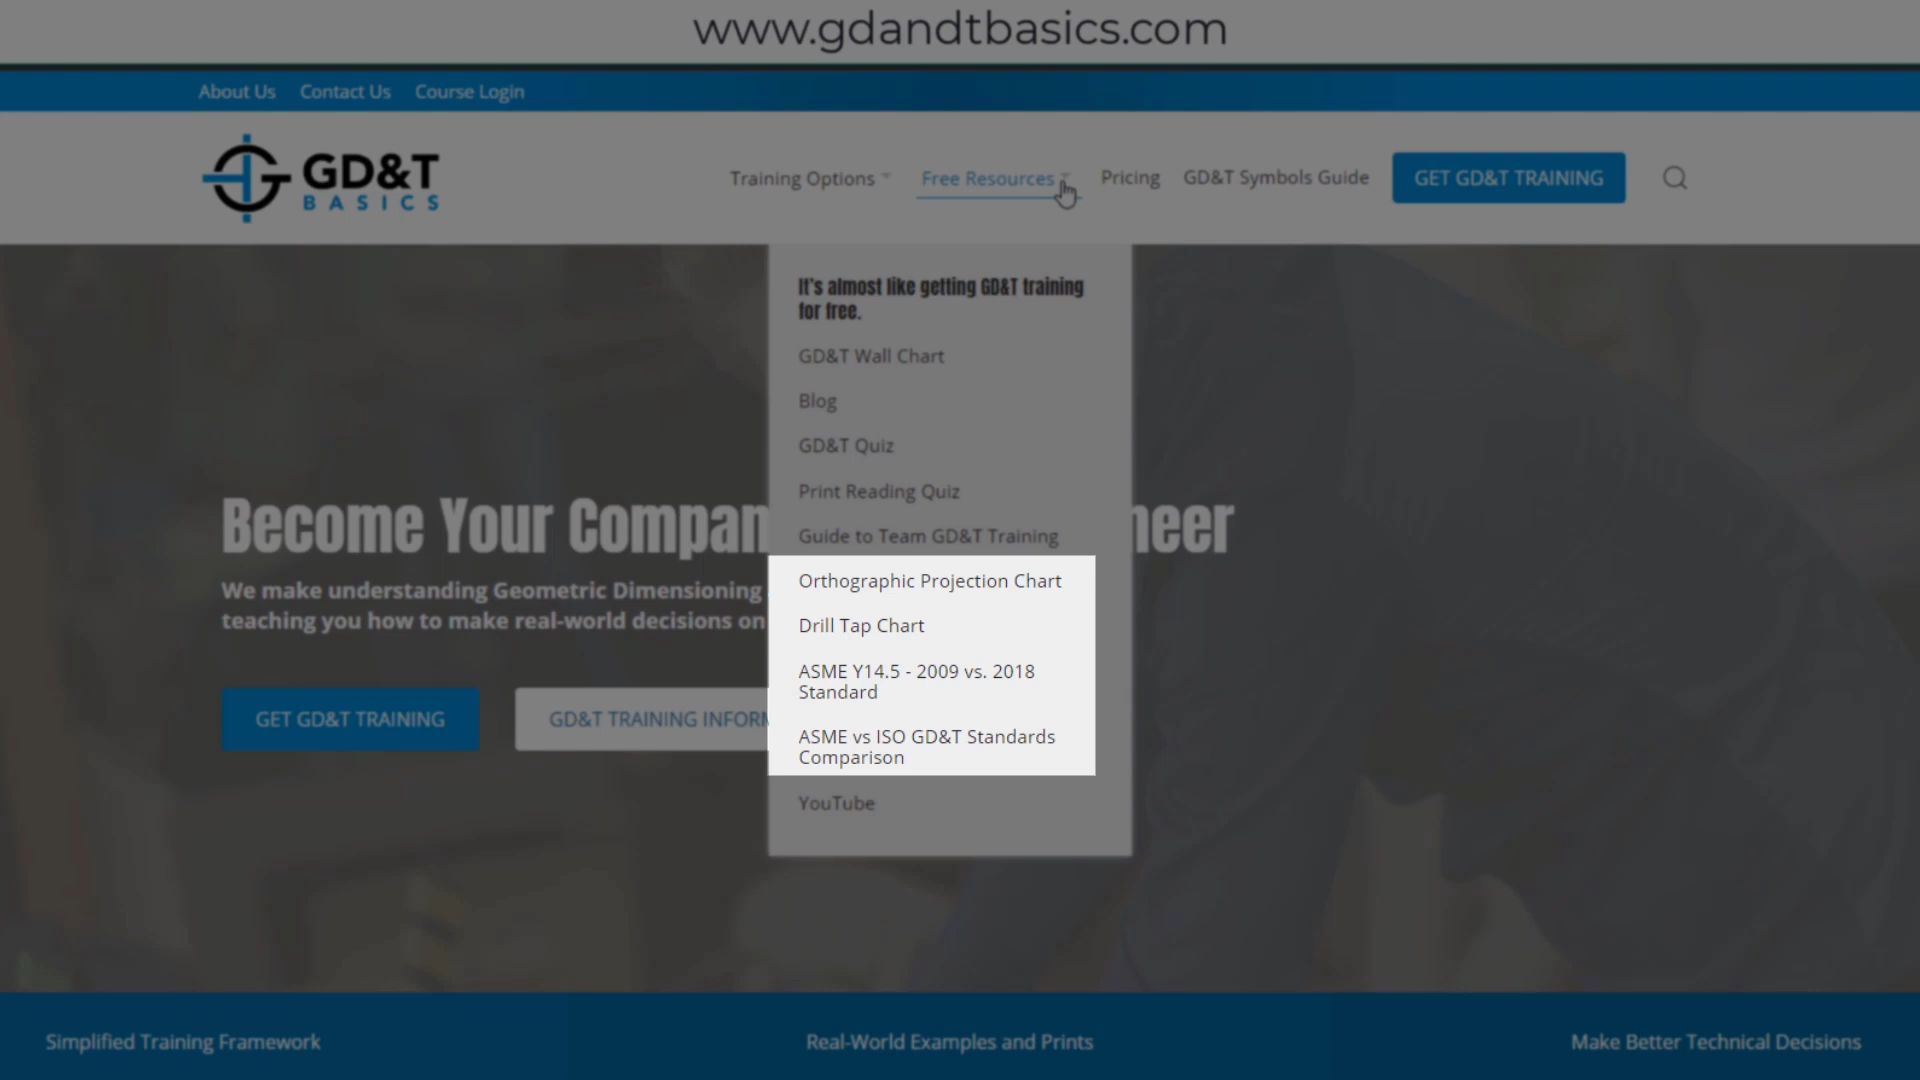 www.gdandtbasics.com
About Us
Contact Us
Course Login
GD&T
BASICS
Training Options
Free Resources
Pricing
GD&T Symbols Guide
GET GD&T TRAINING
It's almost like getting GD&T training
for free.
GD&T Wall Chart
Blog
GD&T Quiz
Print Reading Quiz
Guide to Team GD&T Training
Orthographic Projection Chart
Drill Tap Chart
ASME Y14.5 - 2009 vs. 2018
Standard
ASME vs ISO GD&T Standards
Comparison
YouTube
Become Your
We make understanding Geometric Dimensioning
teaching you how to make real-world decisions on
GET GD&T TRAINING
GD&T TRAINING
Simplified Training Framework
Real-World Examples and Prints
Make Better Technical Decisions